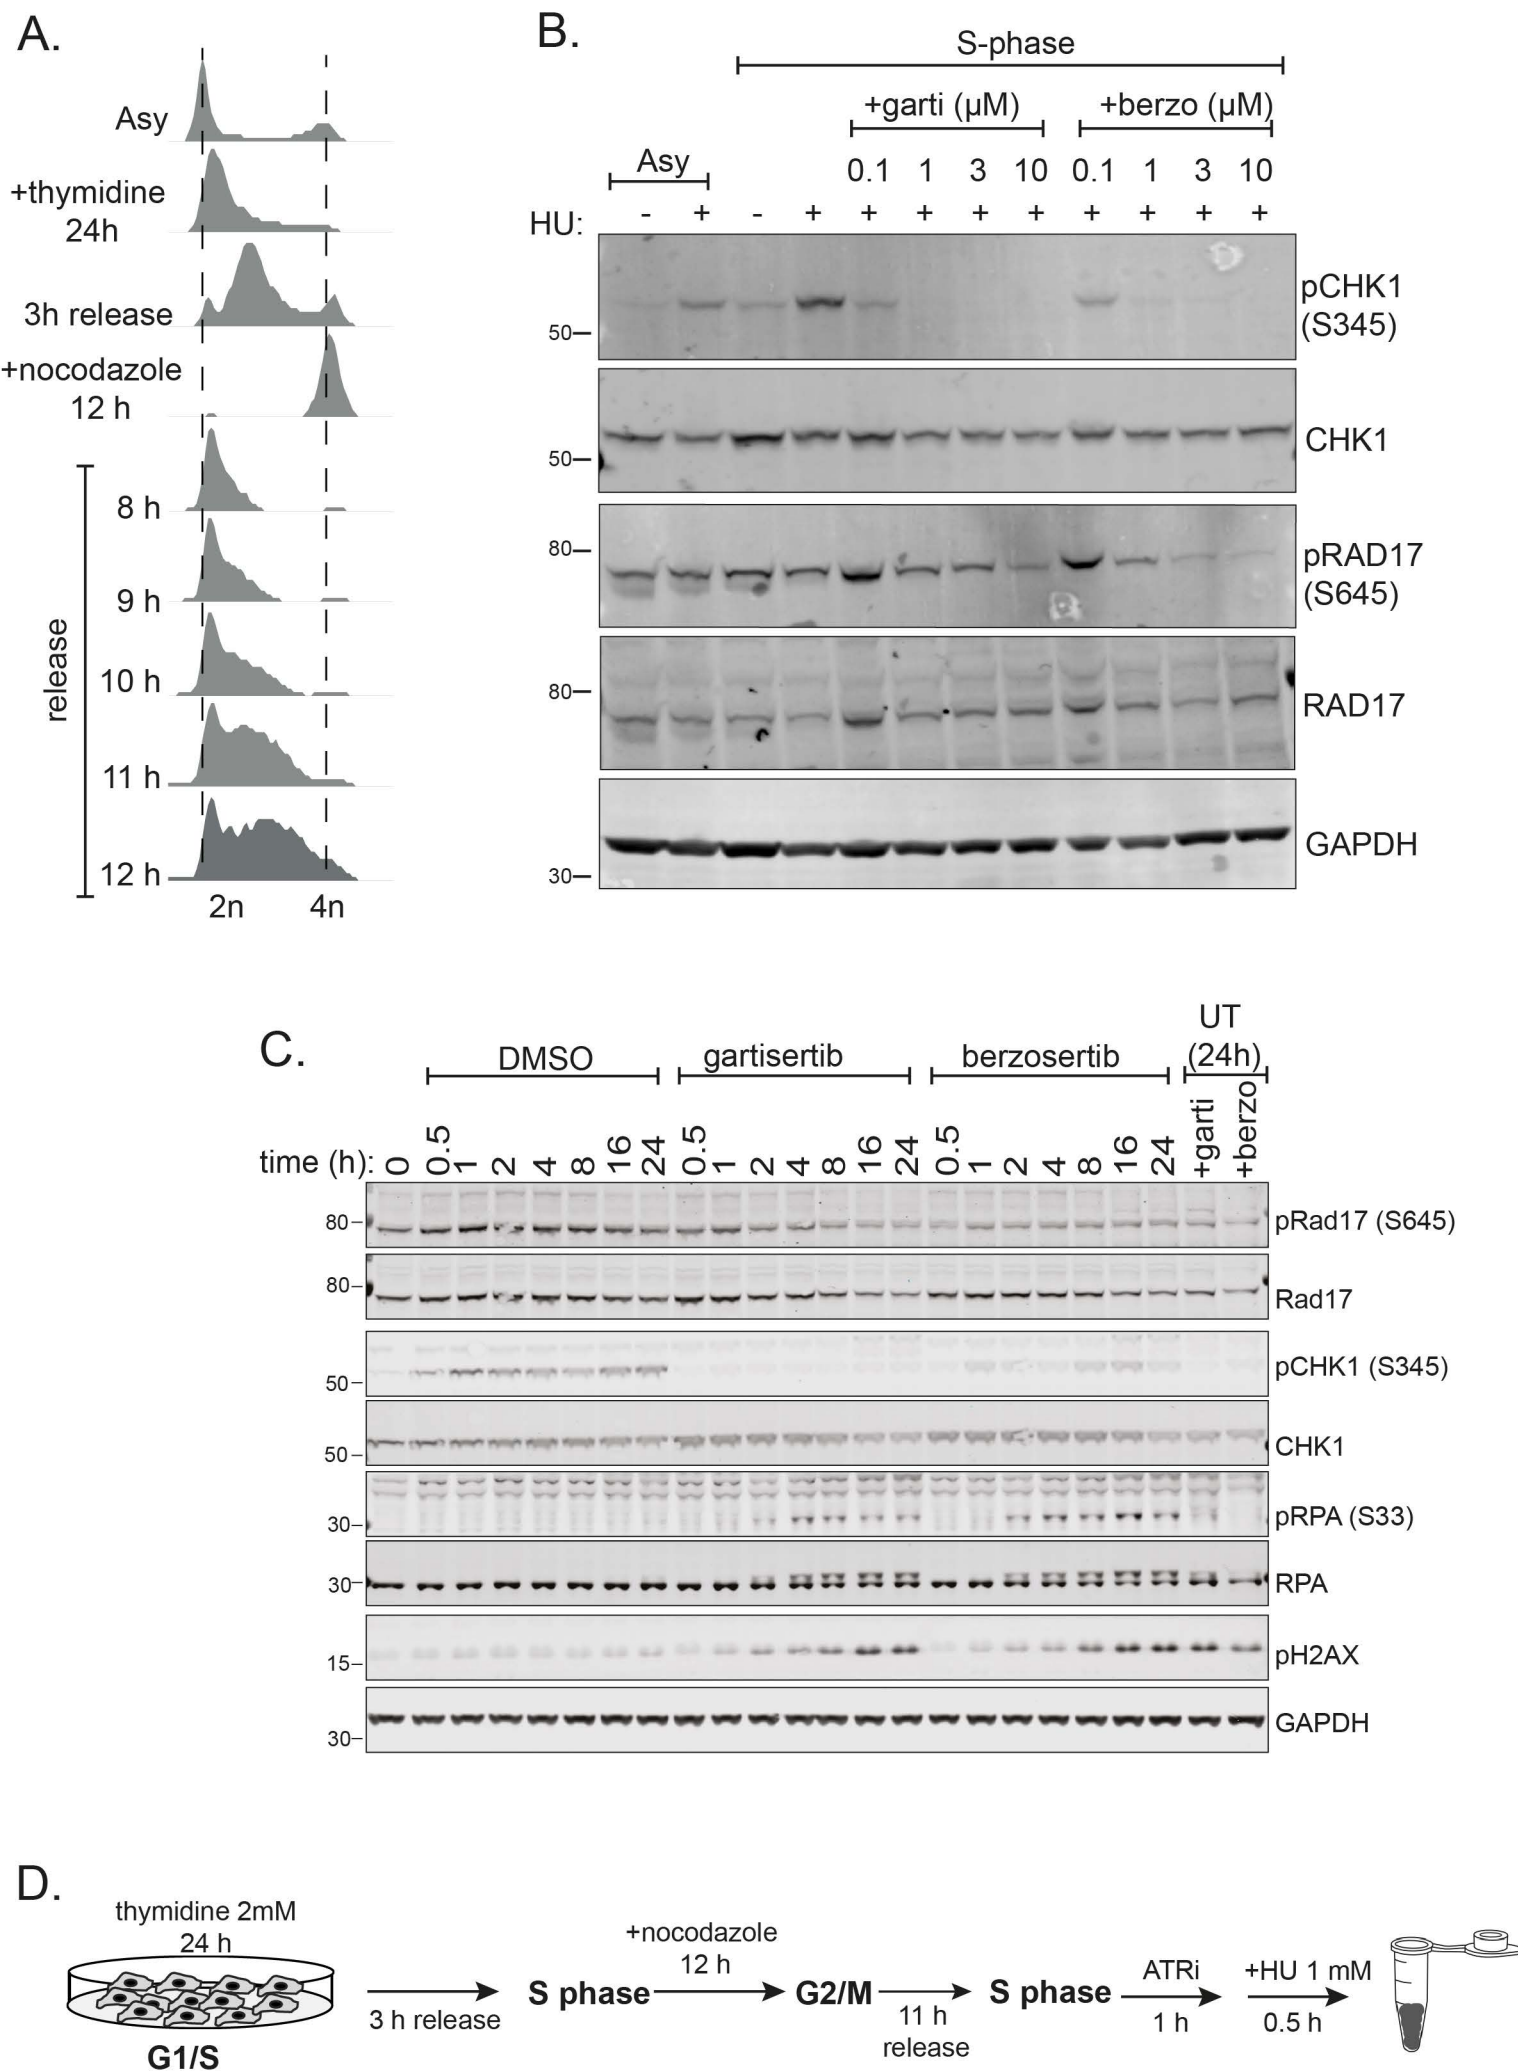 A.
Asy
+thymidine
24h
3h release
+nocodazole
12 h
release
8 h
9 h
10 h
11 h
12 h
2n 4n
B.
S-phase
+garti (µM) +berzo (µM)
Asy 0.1 1 3 10 0.1 1 3 10
HU: - + - + + + + + + + + +
50 pCHK1
(S345)
50 CHK1
80 pRAD17
(S645)
80 RAD17
30 GAPDH
C.
DMSO gartisertib berzosertib UT
(24h)
time (h): 0 0.5 1 2 4 8 16 24 0.5 1 2 4 8 16 24 0.5 1 2 4 8 16 24 +garti +berzo
80 pRad17 (S645)
80 Rad17
50 pCHK1 (S345)
50 CHK1
30 pRPA (S33)
30 RPA
15 pH2AX
30 GAPDH
D.
thymidine 2mM
24 h
G1/S
3 h release
S phase
+nocodazole
12 h
G2/M
11 h
release
S phase
ATRi
1 h
+HU 1 mM
0.5 h